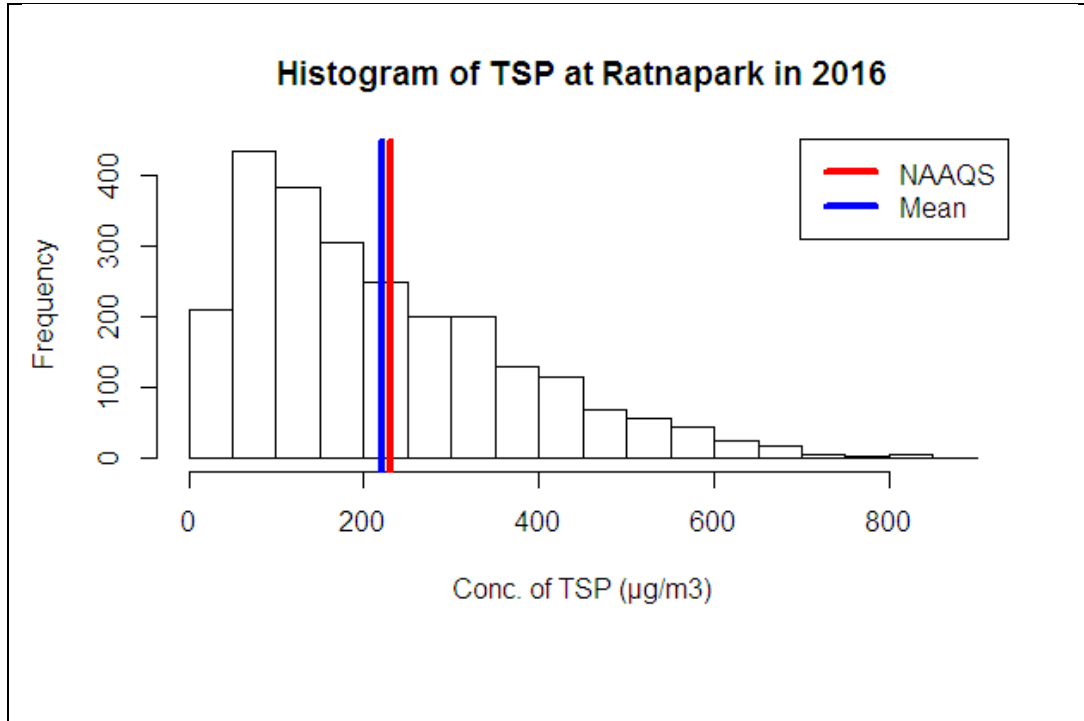 Histogram of TSP at Ratnapark in 2016
NAAQS
Mean
Frequency
400
300
200
100
0
0 200 400 600 800
Conc. of TSP (µg/m3)